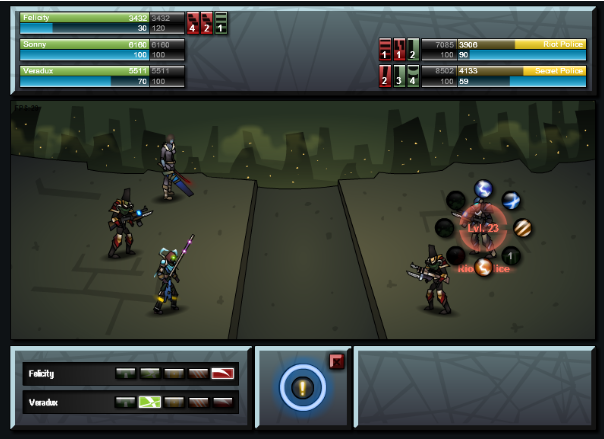 Felicity 3432 3432
30 120
4 2 1
Sonny 6160 6160
100 100
Veradux 5511 5511
70 100
1 1 2 7085 3906 Riot Police
100 90
2 3 4 8502 4133 Secret Police
100 59
Lvl. 23
1
Felicity
Veradux